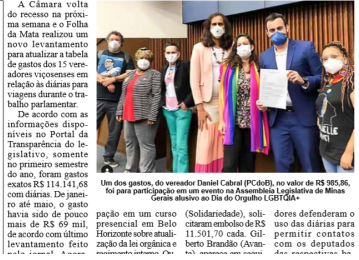 A Câmara volta
do recesso na próxi-
ma semana e o Folha
da Mata realizou um
novo levantamento
para atualizar a tabela
de gastos dos 15 verea-
dores viçosenses em
relação às diárias para
viagens durante o tra-
balho parlamentar.
De acordo com as
informações dispo-
níveis no Portal da
Transparência do le-
gislativo, somente
no primeiro semestre
do ano, foram gastos
exatos R$ 114.141,68
com diárias. De janei-
ro até maio, o gasto
havia sido de pouco
mais de R$ 69 mil,
de acordo com último
levantamento feito
Um dos gastos, do vereador Daniel Cabral (PCdoB), no valor de R$ 985,86,
foi para participação em um evento na Assembleia Legislativa de Minas
Gerais alusivo ao Dia do Orgulho LGBTQIA+
pação em um curso
presencial em Belo
Horizonte sobre atuali-
zação da lei orgânica e
(Solidariedade), soli-
citaram embolso de R$
11.501,70 cada. Gil-
berto Brandão (Avan-
dores defenderam o
uso das diárias para
permitir contatos
com os deputados